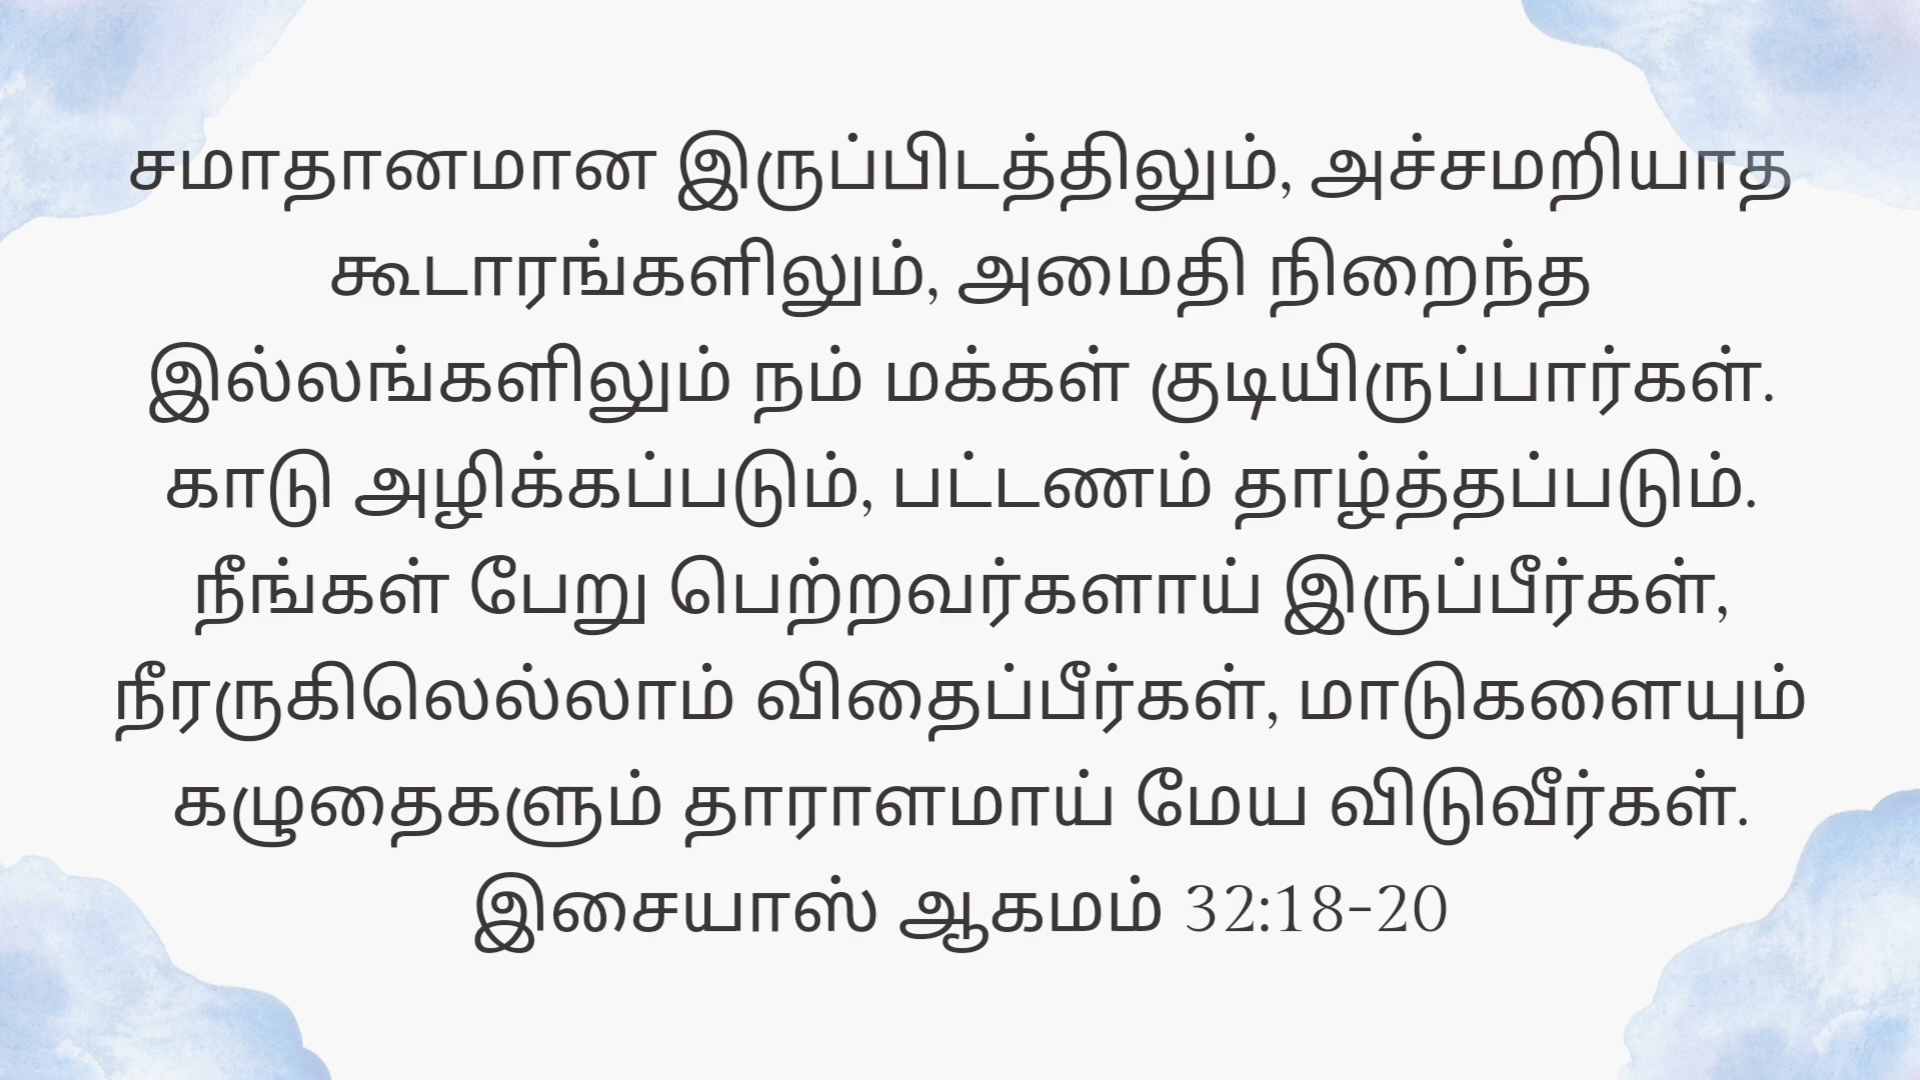 சமாதானமான இருப்பிடத்திலும், அச்சமறியாத
கூடாரங்களிலும், அமைதி நிறைந்த
இல்லங்களிலும் நம் மக்கள் குடியிருப்பார்கள்.
காடு அழிக்கப்படும், பட்டணம் தாழ்த்தப்படும்.
நீங்கள் பேறு பெற்றவர்களாய் இருப்பீர்கள்,
நீரருகிலெல்லாம் விதைப்பீர்கள், மாடுகளையும்
கழுதைகளும் தாராளமாய் மேய விடுவீர்கள்.
இசையாஸ் ஆகமம் 32:18-20